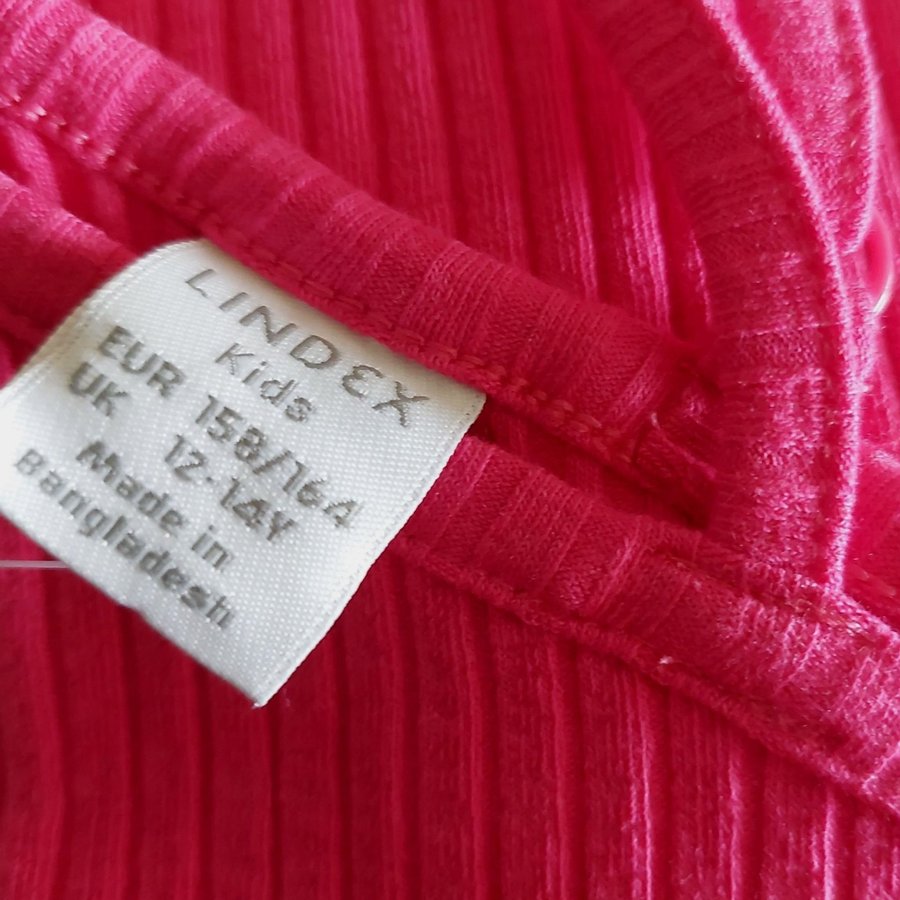 LINDEX
Kids
EUR 158/164
UK 12-14Y
Made in
Bangladesh